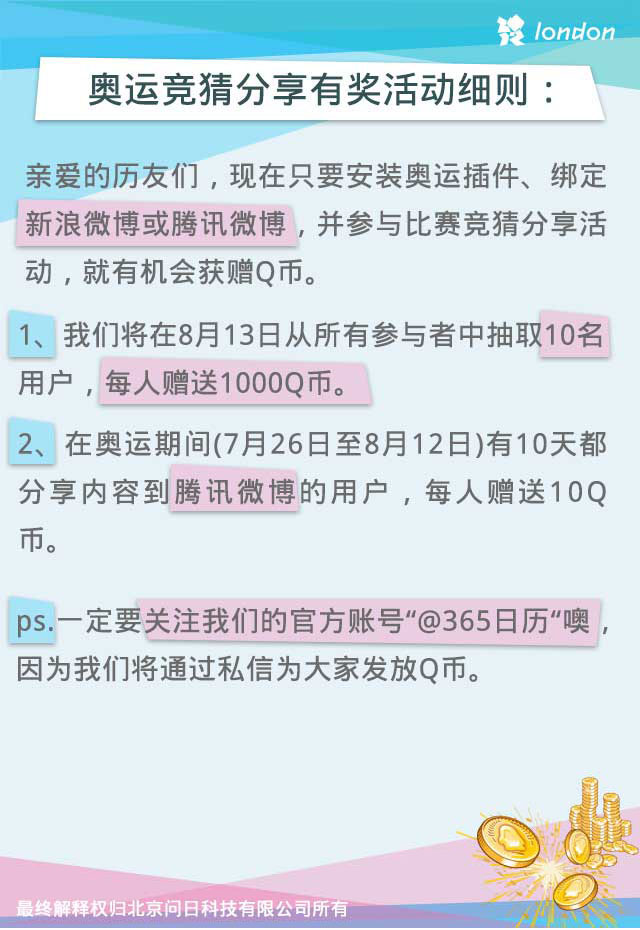 london
奥运竞猜分享有奖活动细则：
亲爱的历友们，现在只要安装奥运插件、绑定
新浪微博或腾讯微博，并参与比赛竞猜分享活
动，就有机会获赠Q币。
1、我们将在8月13日从所有参与者中抽取10名
用户，每人赠送1000Q币。
2、在奥运期间(7月26日至8月12日)有10天都
分享内容到腾讯微博的用户，每人赠送10Q
币。
ps.一定要关注我们的官方账号“@365日历“噢，
因为我们将通过私信为大家发放Q币。
最终解释权归北京问日科技有限公司所有